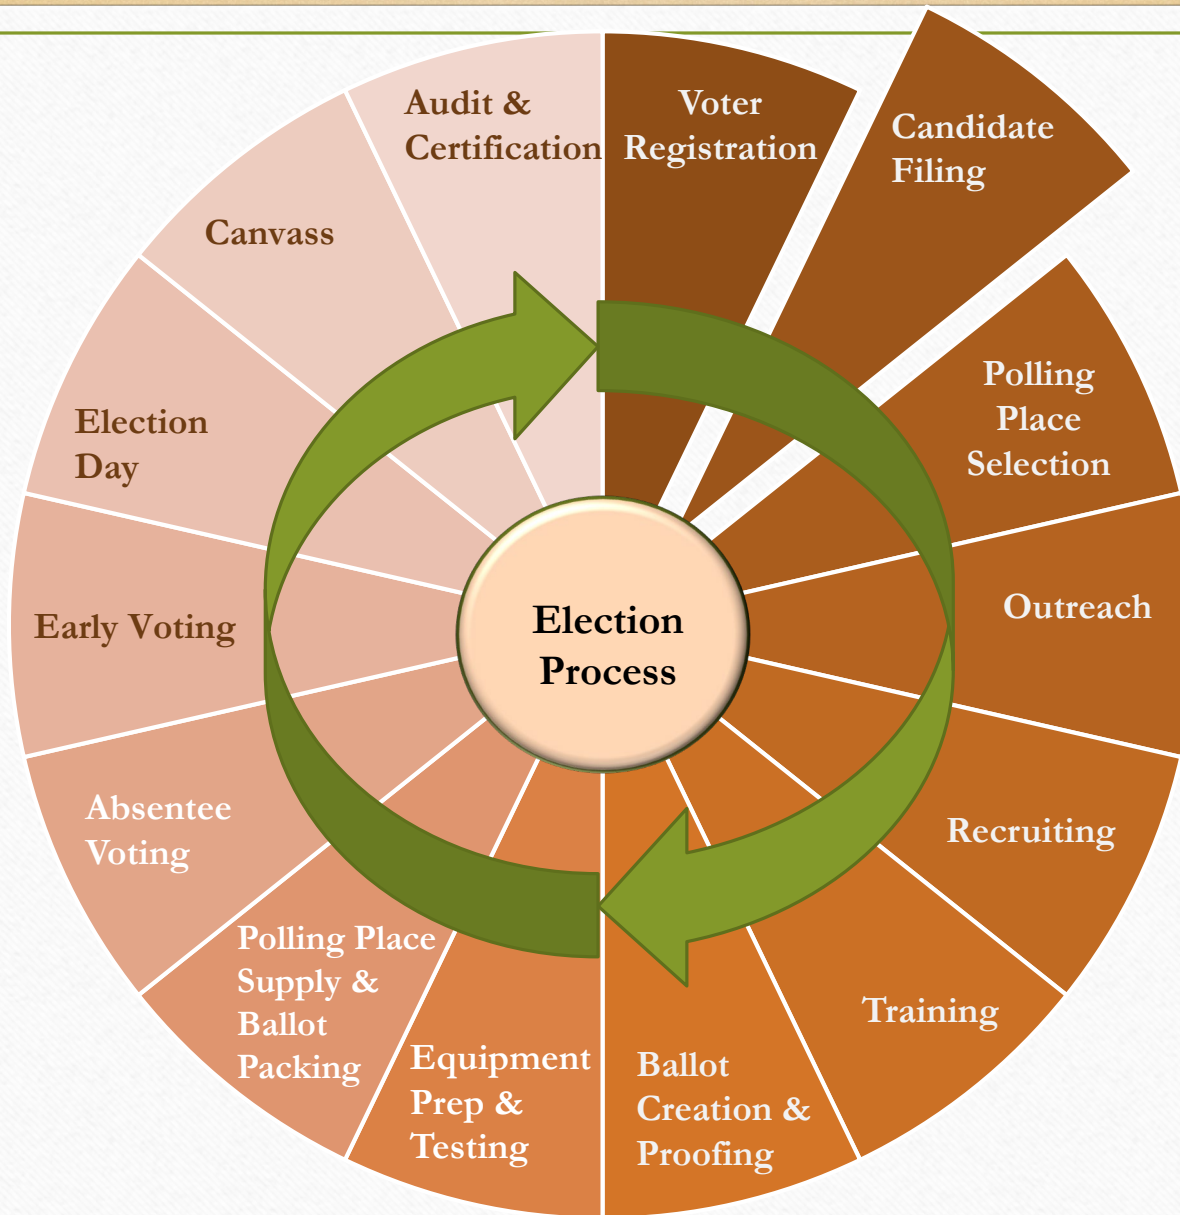 Audit &
Certification
Voter
Registration
Candidate
Filing
Polling
Place
Selection
Outreach
Recruiting
Training
Ballot
Creation &
Proofing
Equipment
Prep &
Testing
Polling Place
Supply &
Ballot
Packing
Absentee
Voting
Early Voting
Election
Day
Canvass
Election
Process